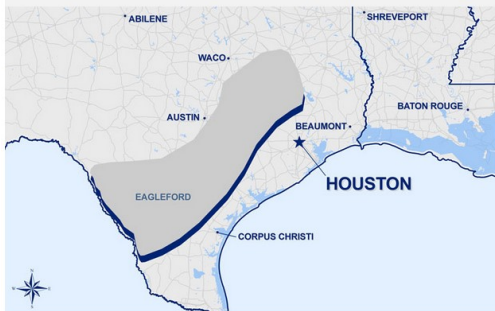 ABILENE
SHREVEPORT
WACO
AUSTIN
BATON ROUGE
BEAUMONT
HOUSTON
EAGLEFORD
CORPUS CHRISTI